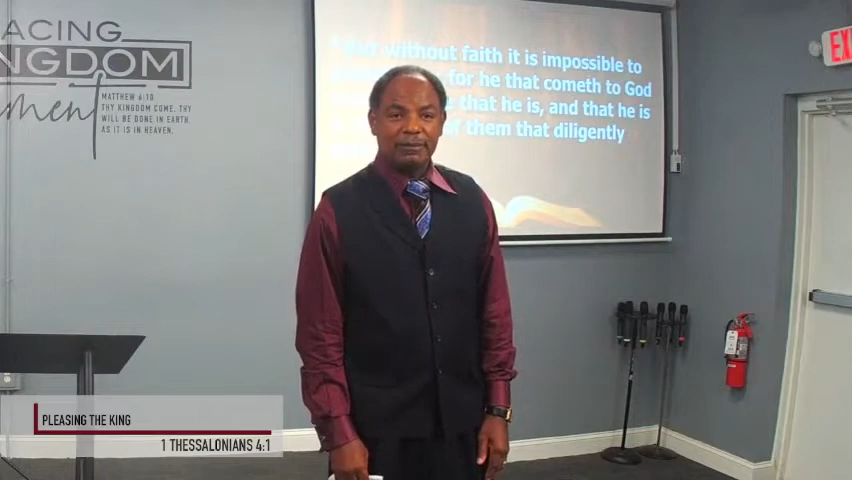 ACING
NGDOM
ment
MATTHEW 6:10
THY KINGDOM COME. THY
WILL BE DONE IN EARTH,
AS IT IS IN HEAVEN.
without faith it is impossible to
for he that cometh to God
that he is, and that he is
of them that diligently
EX
PLEASING THE KING
1 THESSALONIANS 4:1